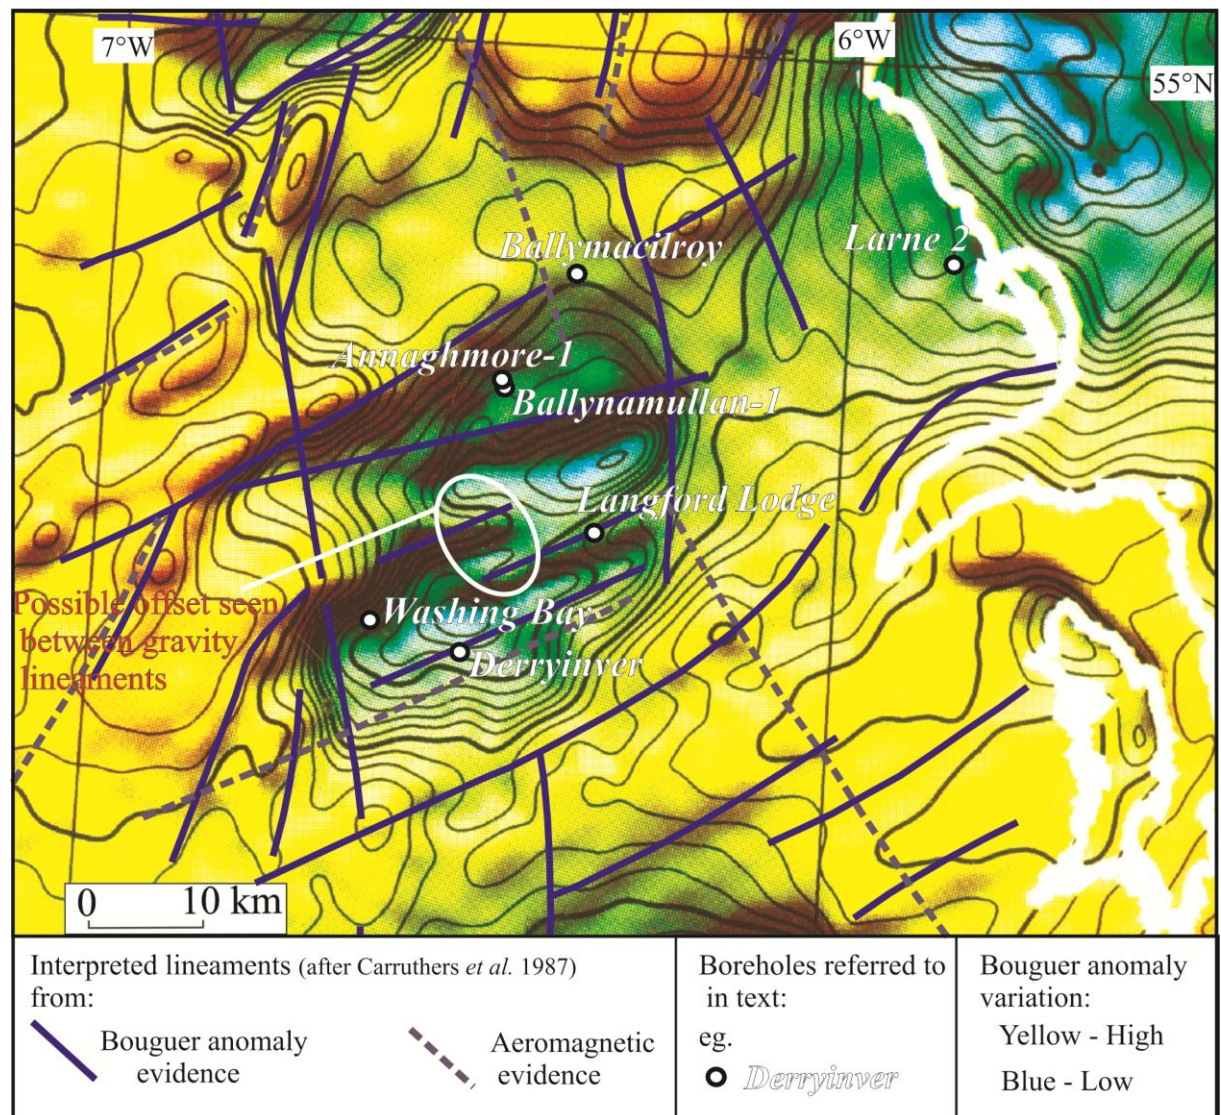 7°W
6°W
55°N
Ballymacilroy
Larne 2
Annaghmore-1
Ballynamullan-1
Langford Lodge
Possible offset seen
between gravity
lineaments
Washing Bay
Derryinver
0 10 km
Interpreted lineaments (after Carruthers et al. 1987)
from:
Bouguer anomaly
evidence
Aeromagnetic
evidence
Boreholes referred to
in text:
eg.
Derryinver
Bouguer anomaly
variation:
Yellow - High
Blue - Low